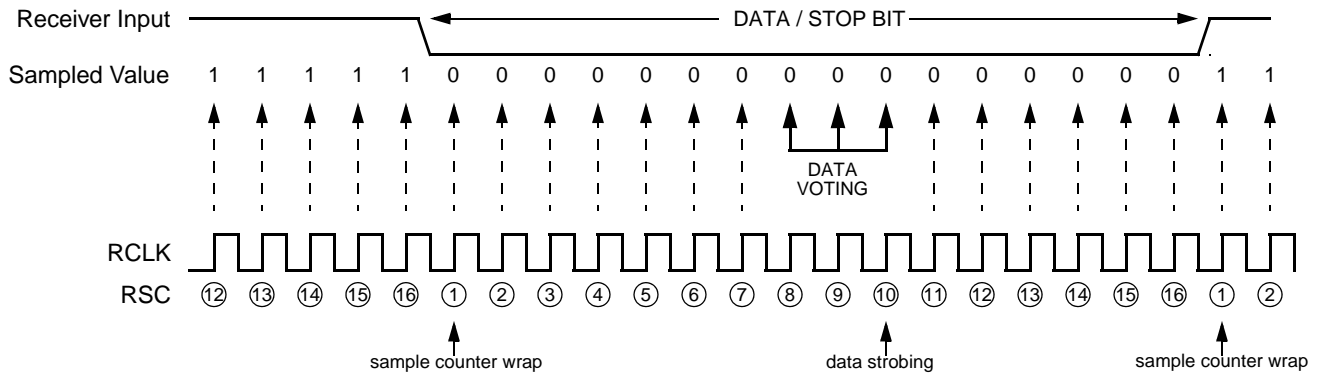 Receiver Input
DATA / STOP BIT
Sampled Value 1 1 1 1 1 0 0 0 0 0 0 0 0 0 0 0 0 0 0 0 0 1 1
DATA
VOTING
RCLK
RSC 12 13 14 15 16 1 2 3 4 5 6 7 8 9 10 11 12 13 14 15 16 1 2
sample counter wrap data strobing sample counter wrap